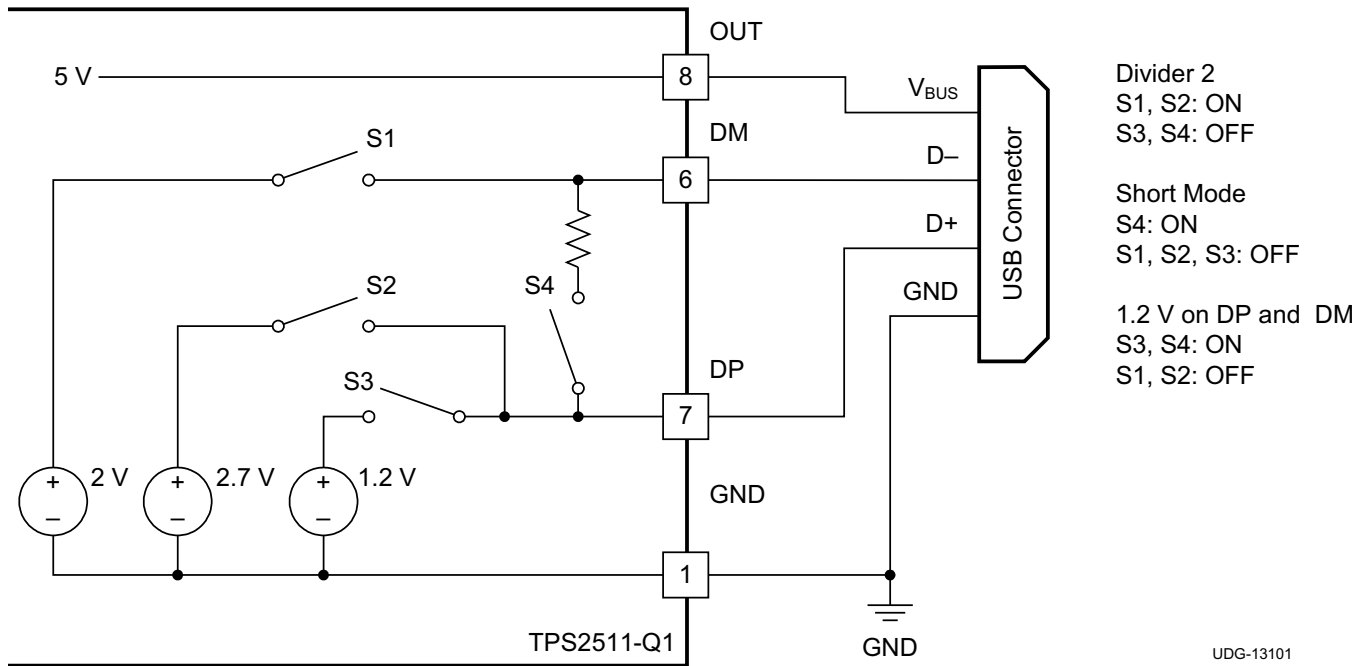 OUT
5 V
8
VBUS
DM
S1
6
D–
D+
S2
S4
GND
S3
DP
7
2 V
2.7 V
1.2 V
+
–
+
–
+
–
GND
1
TPS2511-Q1
GND
USB Connector
Divider 2
S1, S2: ON
S3, S4: OFF
Short Mode
S4: ON
S1, S2, S3: OFF
1.2 V on DP and DM
S3, S4: ON
S1, S2: OFF
UDG-13101